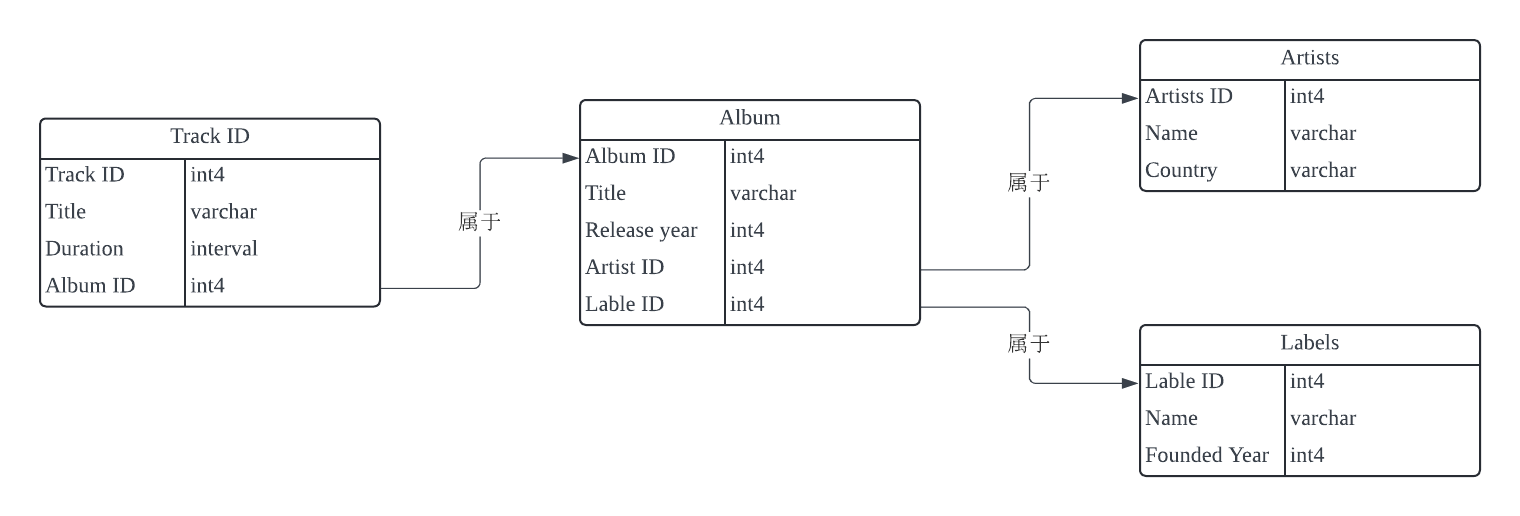 Track ID
Track ID int4
Title varchar
Duration interval
Album ID int4
属于
Album
Album ID int4
Title varchar
Release year int4
Artist ID int4
Lable ID int4
属于
属于
Artists
Artists ID int4
Name varchar
Country varchar
Labels
Lable ID int4
Name varchar
Founded Year int4